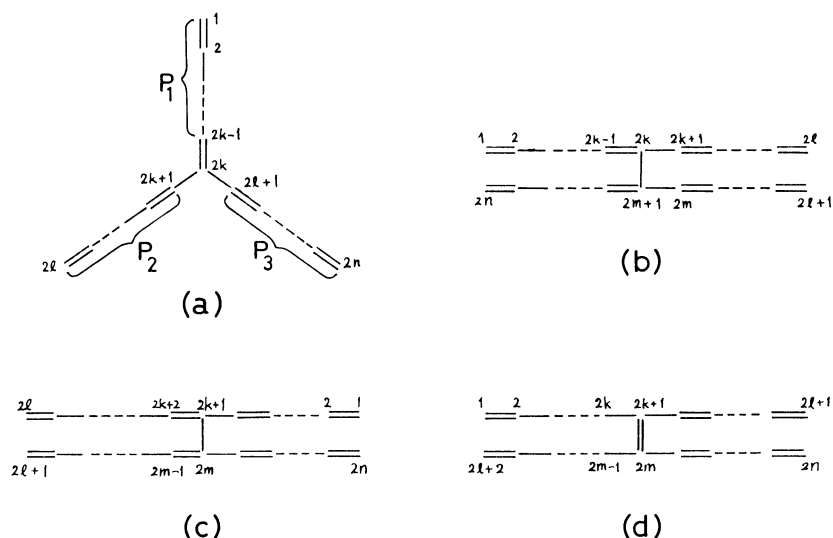 1
2
P₁
2k-1
2k
2k+1
2l+1
P₂
P₃
2l
2n
(a)
1 2 2k-1 2k 2k+1 2l
2n 2m+1 2m 2l+1
(b)
2l 2k+2 2k+1 2 1
2l+1 2m-1 2m 2n
(c)
1 2 2k 2k+1 2l+1
2l+2 2m-1 2m 2n
(d)